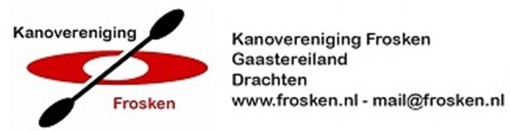 Kanovereniging
Frosken
Kanovereniging Frosken
Gaastereiland
Drachten
www.frosken.nl - mail@frosken.nl